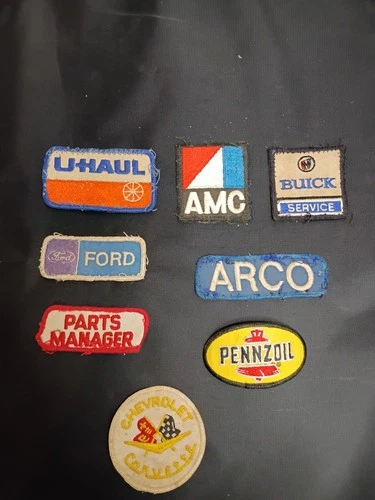 U-HAUL
AMC
BUICK
SERVICE
Ford
FORD
ARCO
PARTS
MANAGER
PENNZOIL
CHEVROLET
Corvette